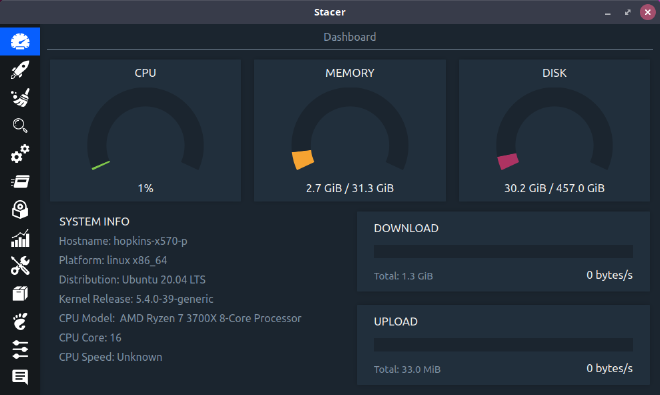 Stacer
Dashboard
CPU
1%
MEMORY
2.7 GiB / 31.3 GiB
DISK
30.2 GiB / 457.0 GiB
SYSTEM INFO
Hostname: hopkins-x570-p
Platform: linux x86_64
Distribution: Ubuntu 20.04 LTS
Kernel Release: 5.4.0-39-generic
CPU Model: AMD Ryzen 7 3700X 8-Core Processor
CPU Core: 16
CPU Speed: Unknown
DOWNLOAD
Total: 1.3 GiB 0 bytes/s
UPLOAD
Total: 33.0 MiB 0 bytes/s